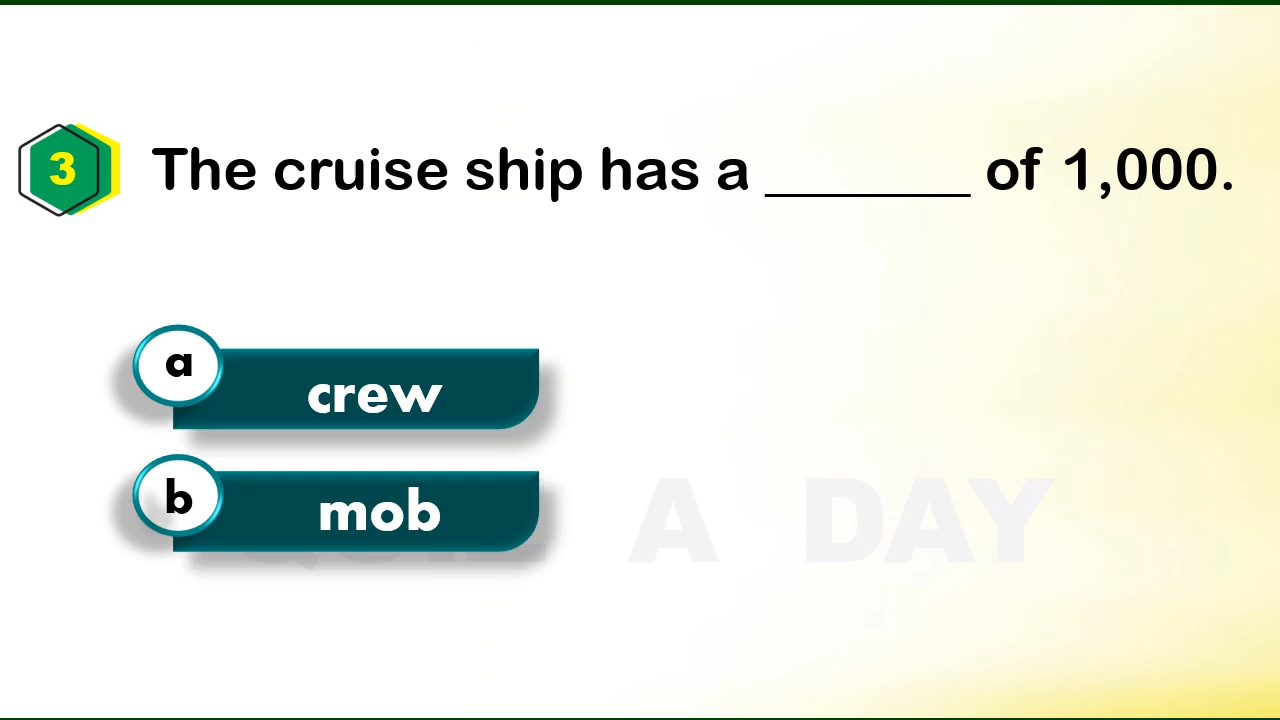 3 The cruise ship has a _______ of 1,000.
a crew
b mob
A DAY